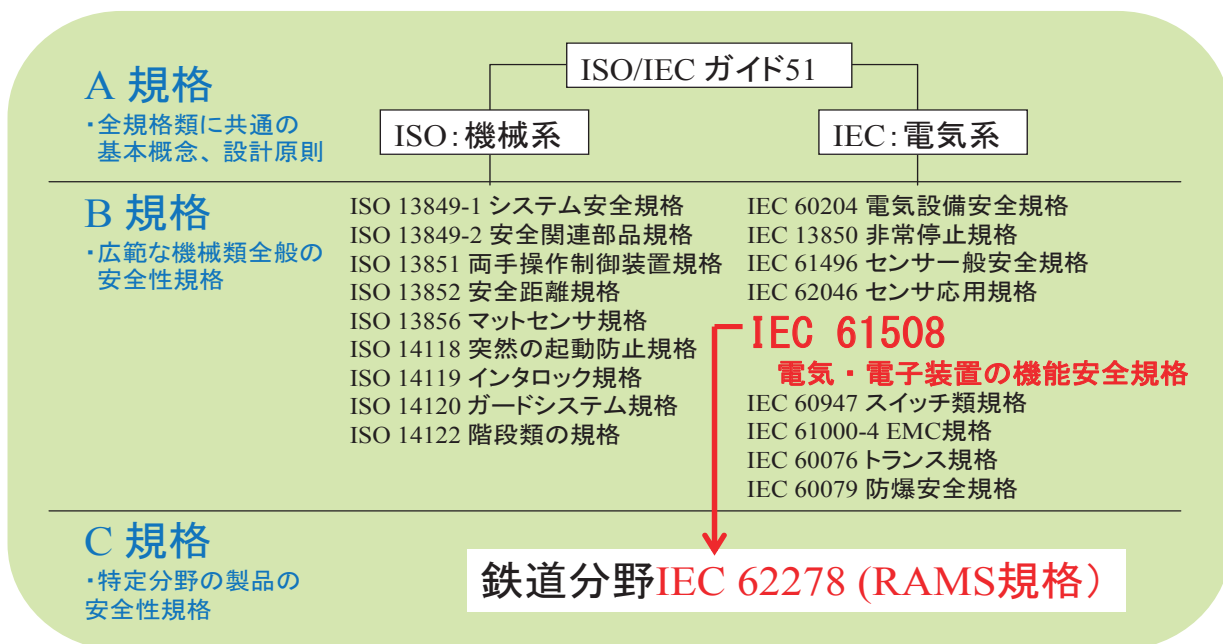 ISO/IEC ガイド51
A 規格
・全規格類に共通の
基本概念、設計原則
ISO:機械系
IEC:電気系
B 規格
・広範な機械類全般の
安全性規格
ISO 13849-1 システム安全規格
ISO 13849-2 安全関連部品規格
ISO 13851 両手操作制御装置規格
ISO 13852 安全距離規格
ISO 13856 マットセンサ規格
ISO 14118 突然の起動防止規格
ISO 14119 インタロック規格
ISO 14120 ガードシステム規格
ISO 14122 階段類の規格
IEC 60204 電気設備安全規格
IEC 13850 非常停止規格
IEC 61496 センサ一般安全規格
IEC 62046 センサ応用規格
IEC 61508
電気・電子装置の機能安全規格
IEC 60947 スイッチ類規格
IEC 61000-4 EMC規格
IEC 60076 トランス規格
IEC 60079 防爆安全規格
C 規格
・特定分野の製品の
安全性規格
鉄道分野IEC 62278 (RAMS規格)